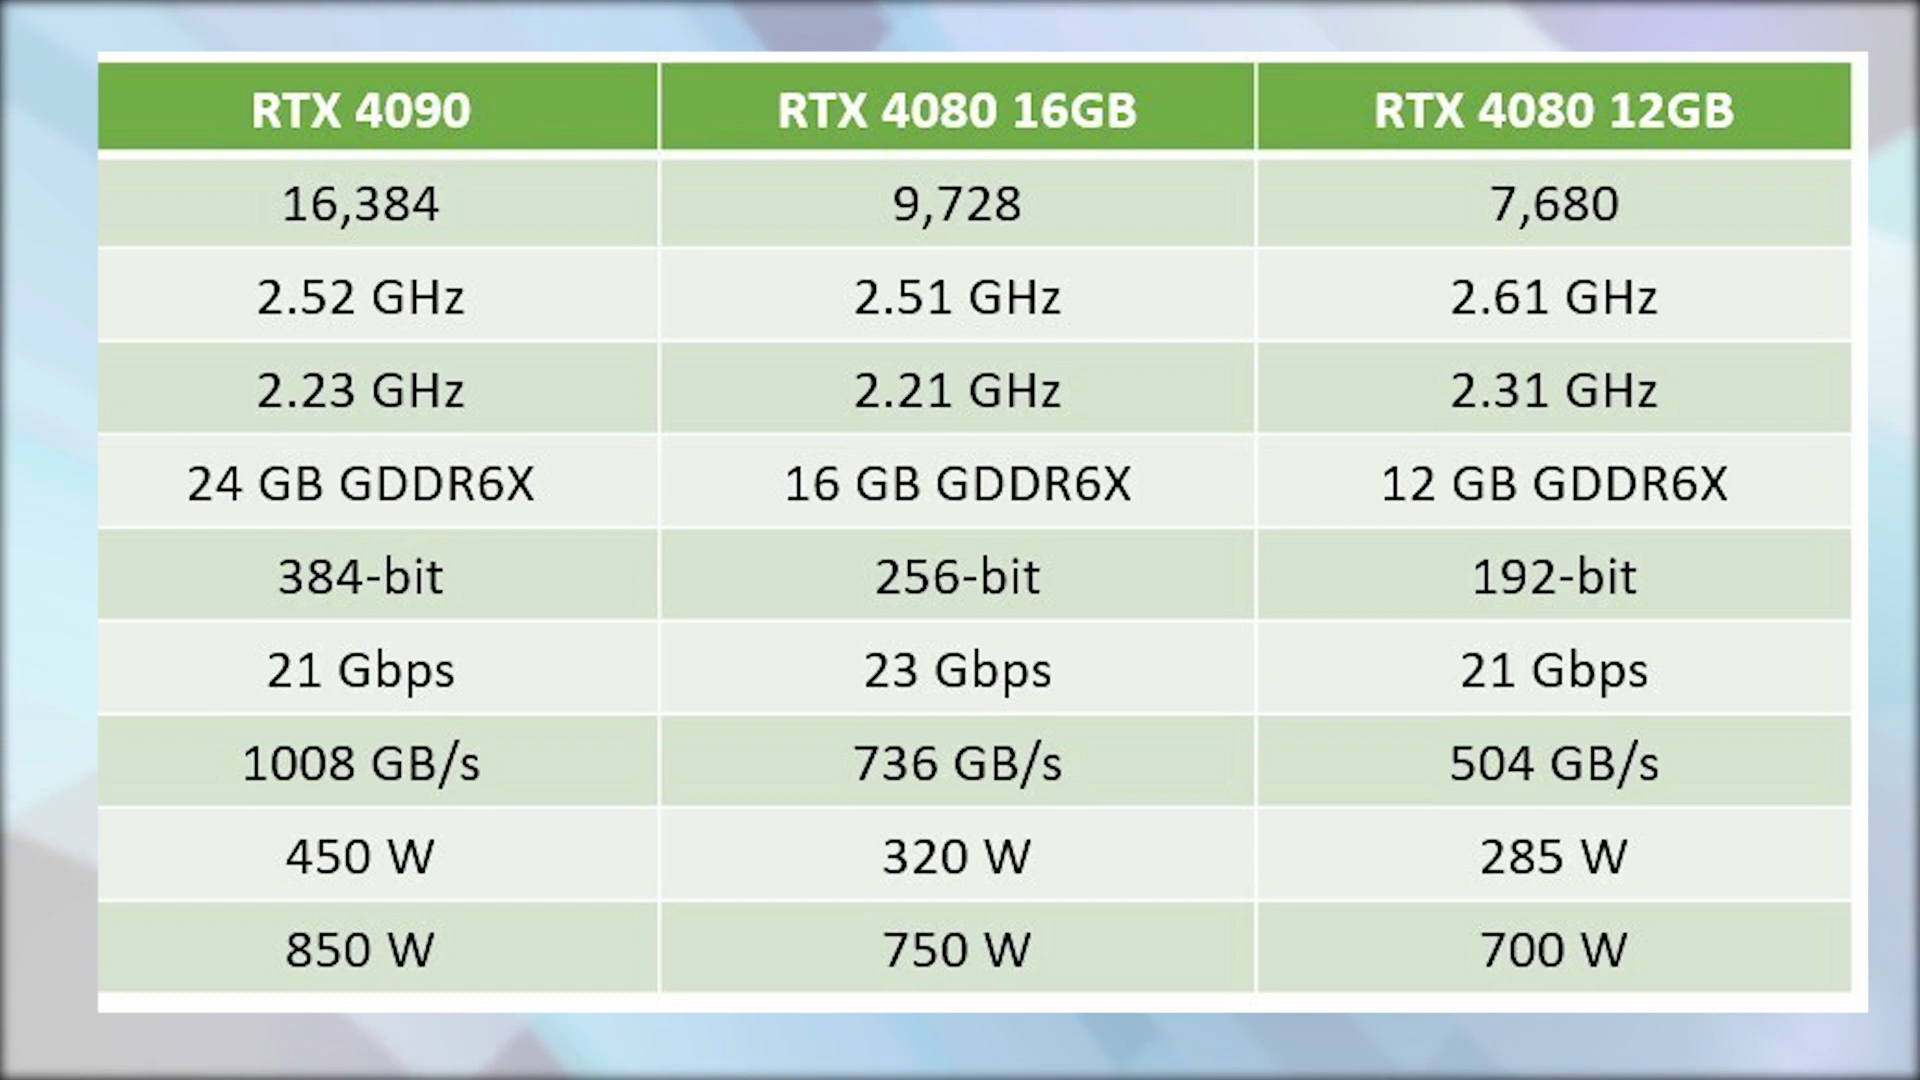 RTX 4090 RTX 4080 16GB RTX 4080 12GB
16,384 9,728 7,680
2.52 GHz 2.51 GHz 2.61 GHz
2.23 GHz 2.21 GHz 2.31 GHz
24 GB GDDR6X 16 GB GDDR6X 12 GB GDDR6X
384-bit 256-bit 192-bit
21 Gbps 23 Gbps 21 Gbps
1008 GB/s 736 GB/s 504 GB/s
450 W 320 W 285 W
850 W 750 W 700 W